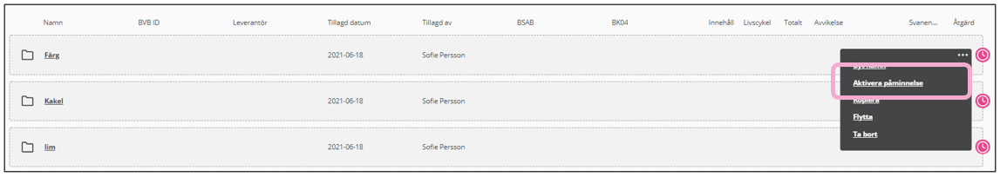 Namn BVB ID Leverantör Tillagd datum Tillagd av BSAB BK04 Innehåll Livscykel Totalt Avvikelse Svanen... Åtgärd
Färg 2021-06-18 Sofie Persson
Aktivera påminnelse
Kopiera
Kakel 2021-06-18 Sofie Persson
Flytta
Ta bort
lim 2021-06-18 Sofie Persson